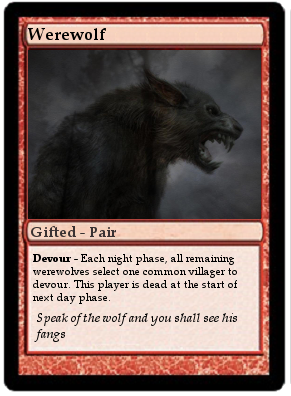 Werewolf
Gifted - Pair
Devour - Each night phase, all remaining
werewolves select one common villager to
devour. This player is dead at the start of
next day phase.
Speak of the wolf and you shall see his
fangs